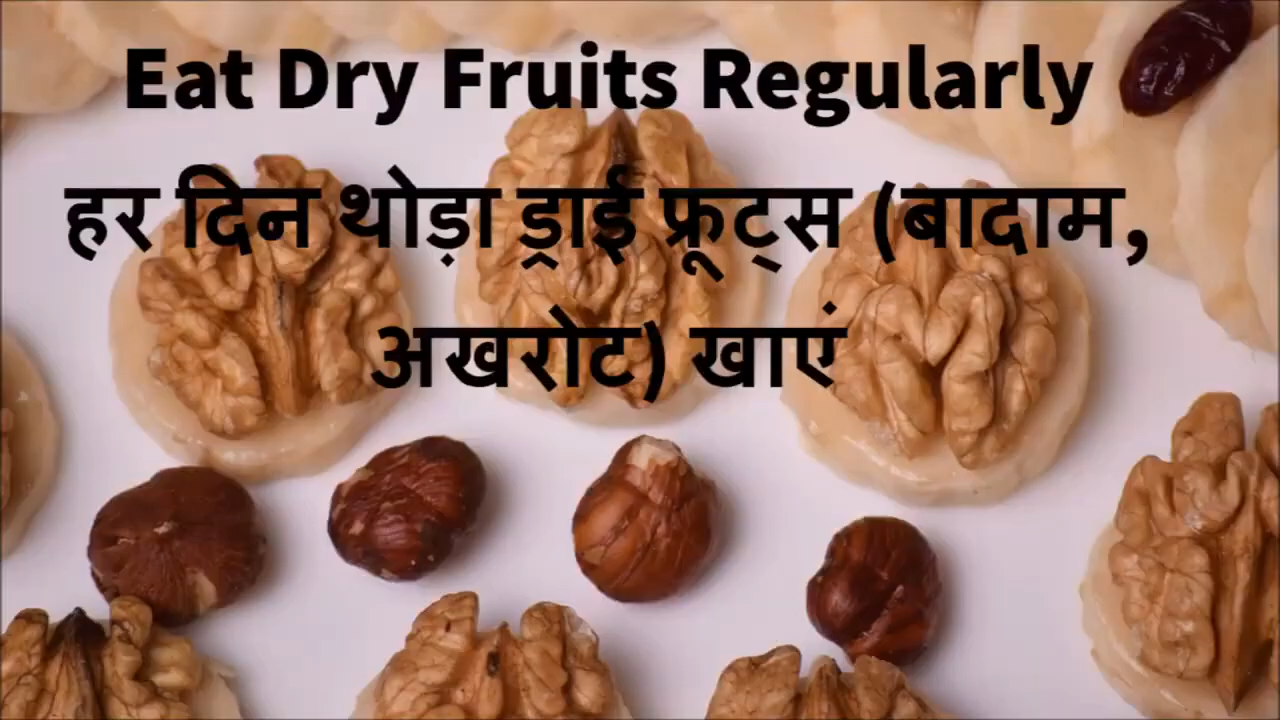 Eat Dry Fruits Regularly
हर दिन थोड़ा ड्राई फ्रूट्स (बादाम,
अखरोट) खाएं